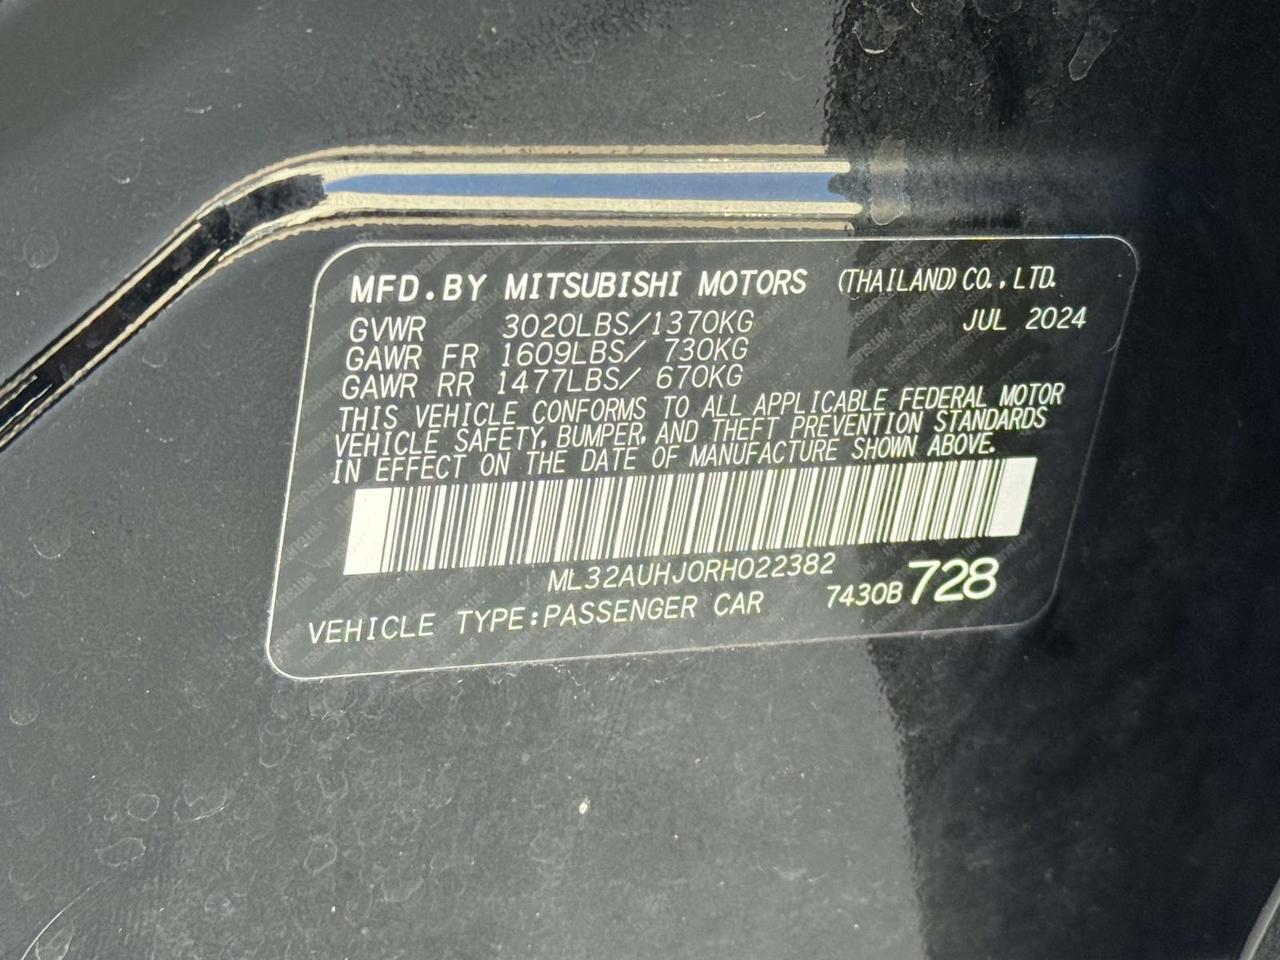 MFD.BY MITSUBISHI MOTORS (THAILAND)CO.,LTD.
GVWR 3020LBS/1370KG JUL 2024
GAWR FR 1609LBS/ 730KG
GAWR RR 1477LBS/ 670KG
THIS VEHICLE CONFORMS TO ALL APPLICABLE FEDERAL MOTOR
VEHICLE SAFETY, BUMPER, AND THEFT PREVENTION STANDARDS
IN EFFECT ON THE DATE OF MANUFACTURE SHOWN ABOVE.
ML32AUHJ0RH022382
7430B728
VEHICLE TYPE:PASSENGER CAR